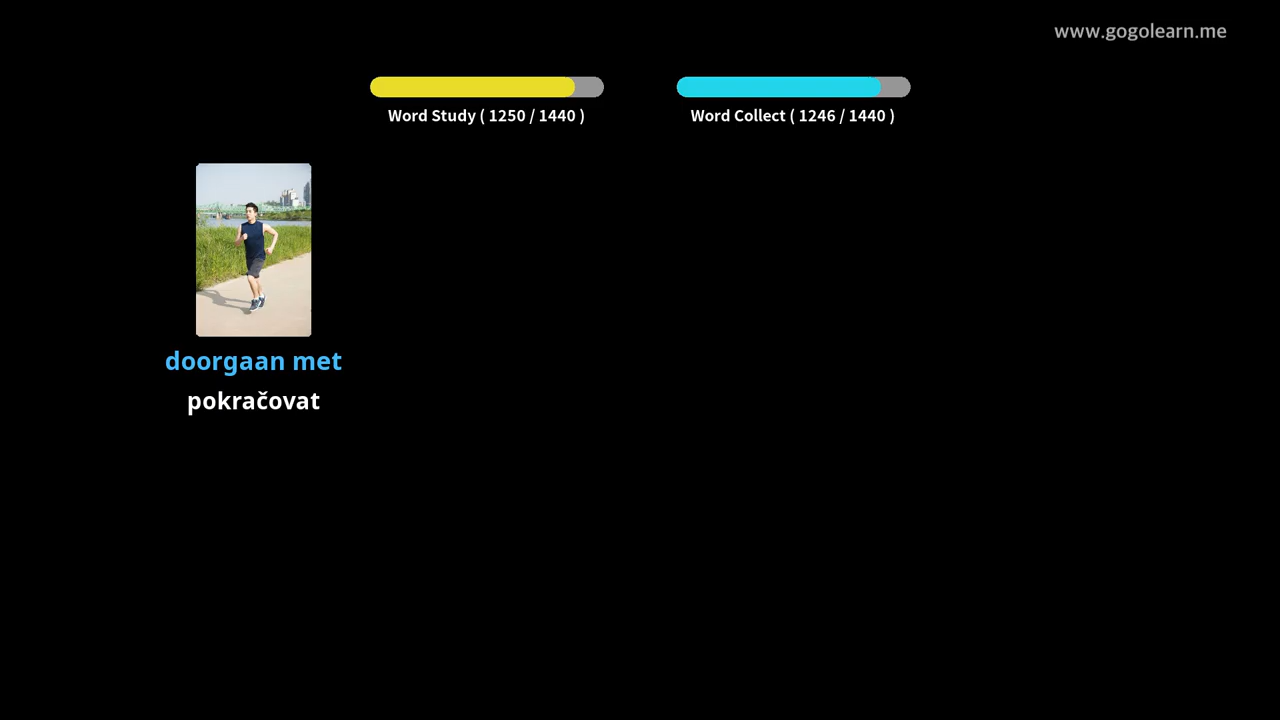 www.gogolearn.me
Word Study ( 1250 / 1440 )
Word Collect ( 1246 / 1440 )
doorgaan met
pokračovat